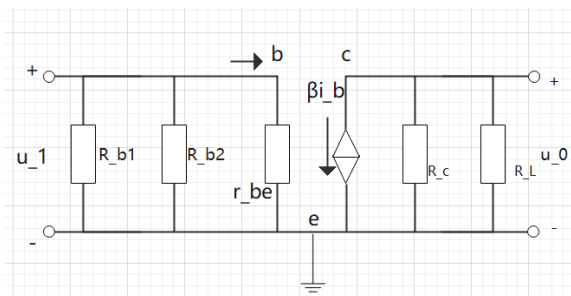 b
c
+
+
βi_b
u_1
R_b1
R_b2
u_0
R_c
R_L
r_be
e
-
-